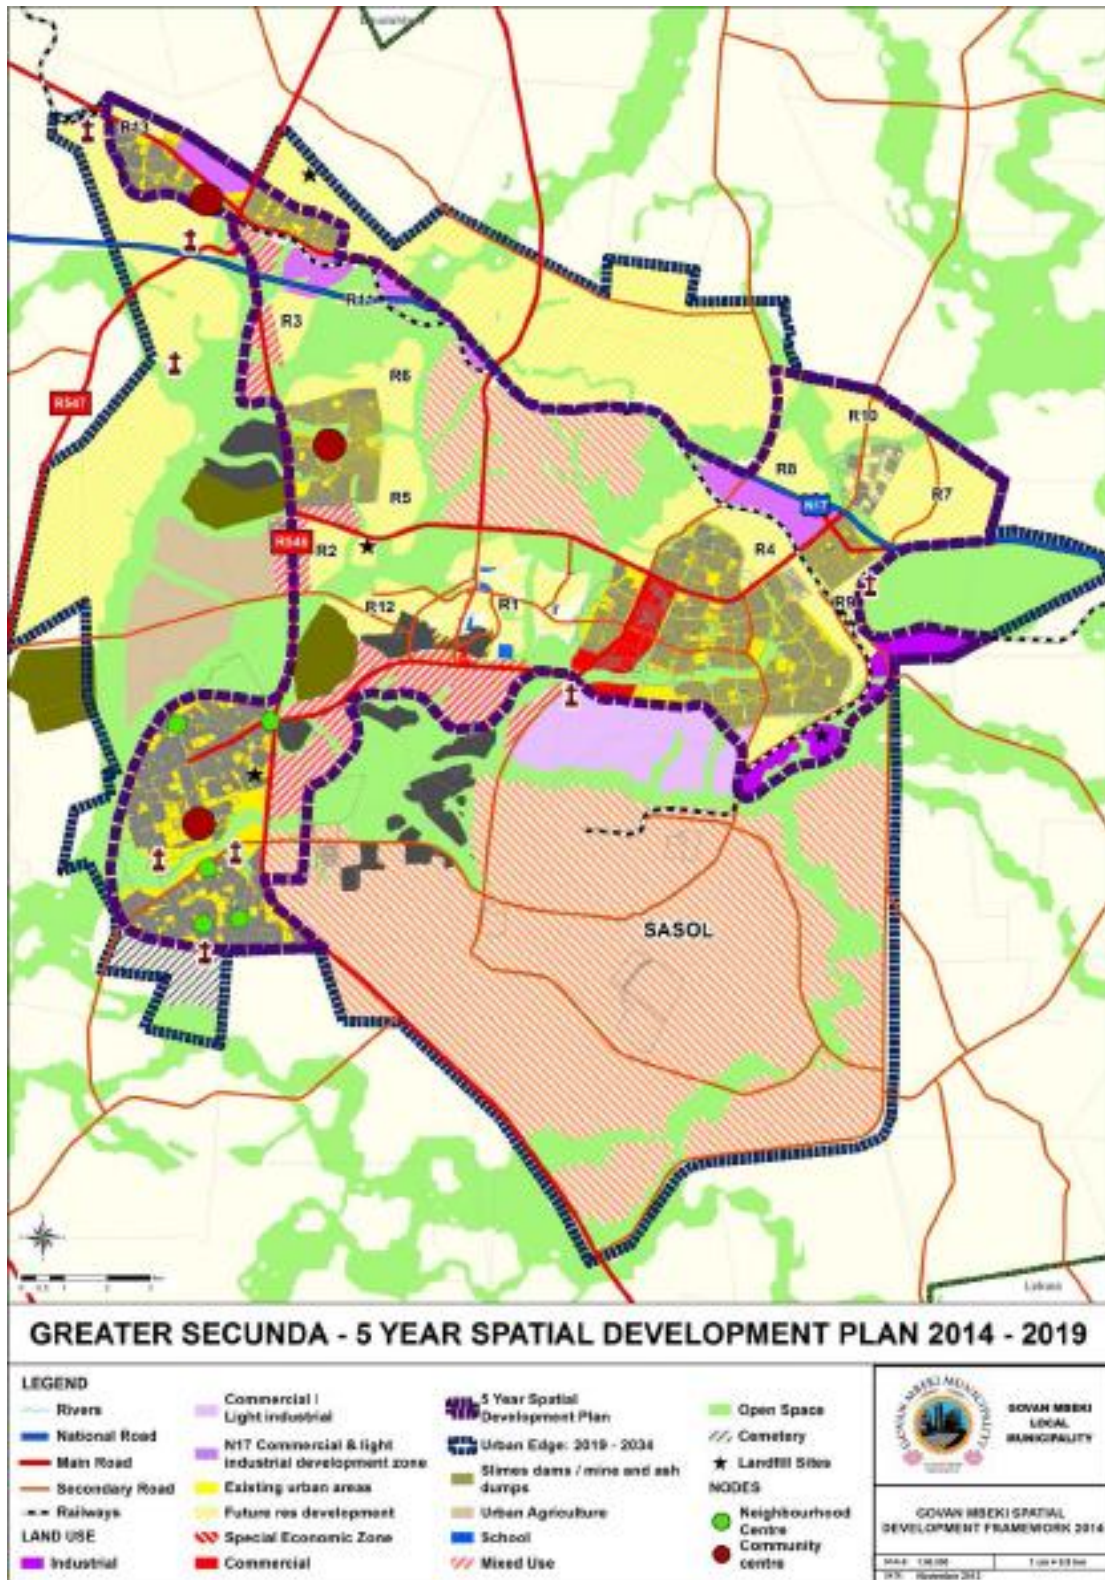 R13
R11
R3
R6
R547
R10
R8
R7
R5
N17
R546
R2
R4
R12
R1
R9
SASOL
GREATER SECUNDA - 5 YEAR SPATIAL DEVELOPMENT PLAN 2014 - 2019
LEGEND
Rivers
National Road
Main Road
Secondary Road
Railways
LAND USE
Industrial
Commercial /
Light industrial
N17 Commercial & light
industrial development zone
Existing urban areas
Future res development
Special Economic Zone
Commercial
5 Year Spatial
Development Plan
Urban Edge: 2019 - 2034
Slimes dams / mine and ash
dumps
Urban Agriculture
School
Mixed Use
Open Space
Cemetery
Landfill Sites
NODES
Neighbourhood
Centre
Community
centre
GOVAN MBEKI MUNICIPALITY
GOVAN MBEKI
LOCAL
MUNICIPALITY
GOVAN MBEKI SPATIAL
DEVELOPMENT FRAMEWORK 2014